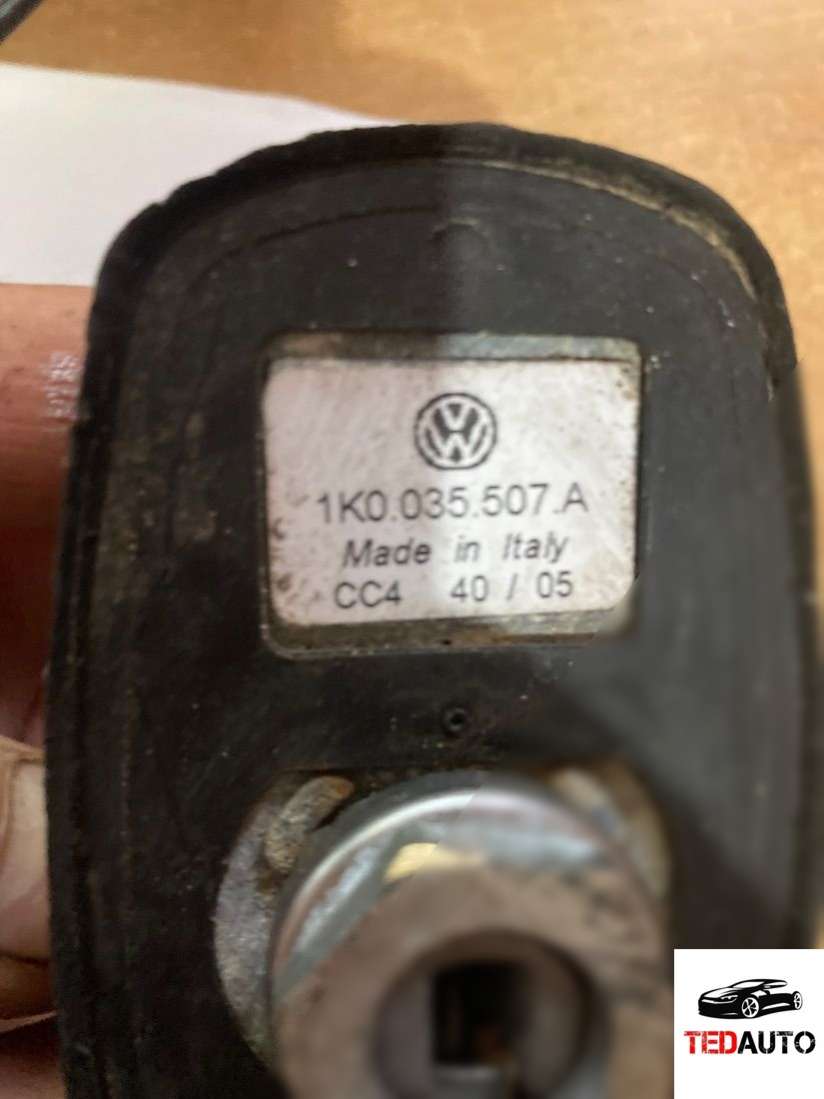 1K0.035.507.A
Made in Italy
CC4 40 / 05
TEDAUTO